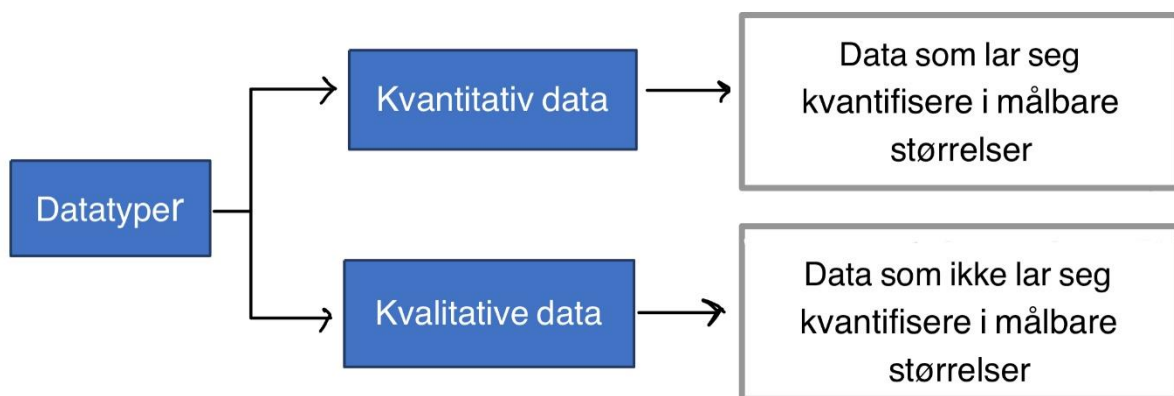 Datatyper
Kvantitativ data
Data som lar seg
kvantifisere i målbare
størrelser
Kvalitative data
Data som ikke lar seg
kvantifisere i målbare
størrelser